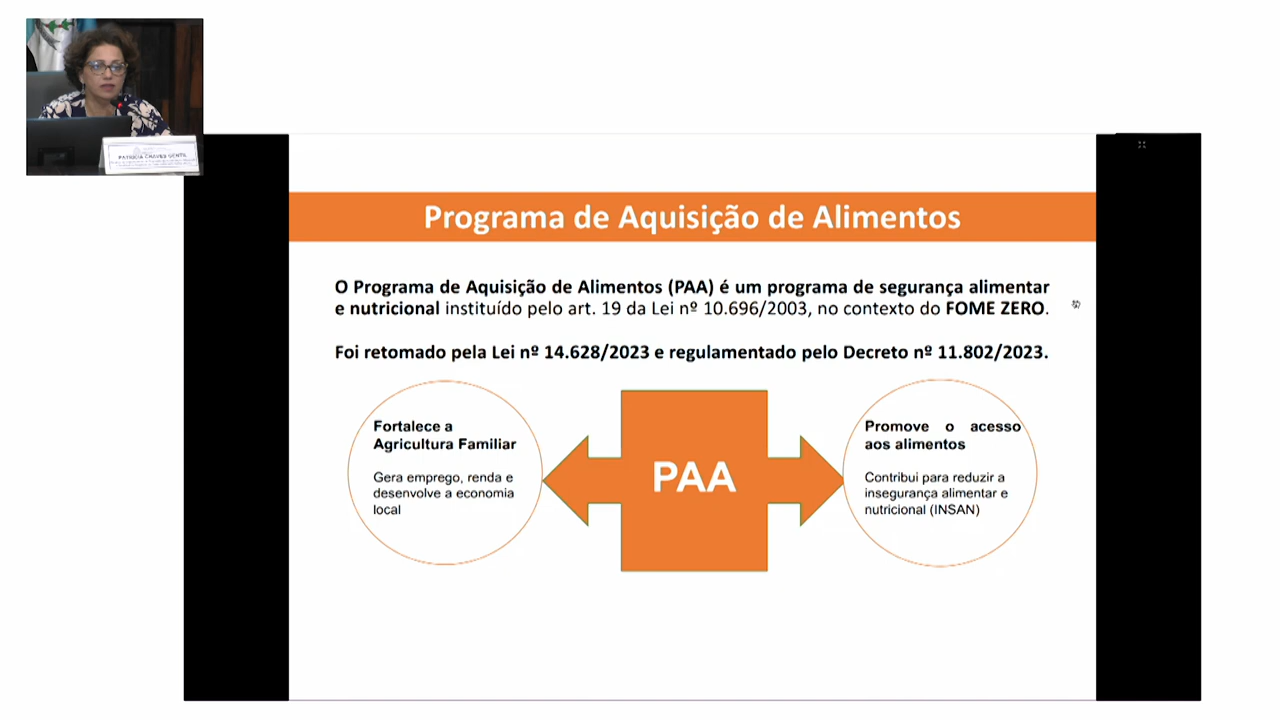 PATRÍCIA CHAVES GENTIL
Programa de Aquisição de Alimentos
O Programa de Aquisição de Alimentos (PAA) é um programa de segurança alimentar
e nutricional instituído pelo art. 19 da Lei nº 10.696/2003, no contexto do FOME ZERO.
Foi retomado pela Lei nº 14.628/2023 e regulamentado pelo Decreto nº 11.802/2023.
Fortalece a
Agricultura Familiar
Gera emprego, renda e
desenvolve a economia
local
PAA
Promove o acesso
aos alimentos
Contribui para reduzir a
insegurança alimentar e
nutricional (INSAN)